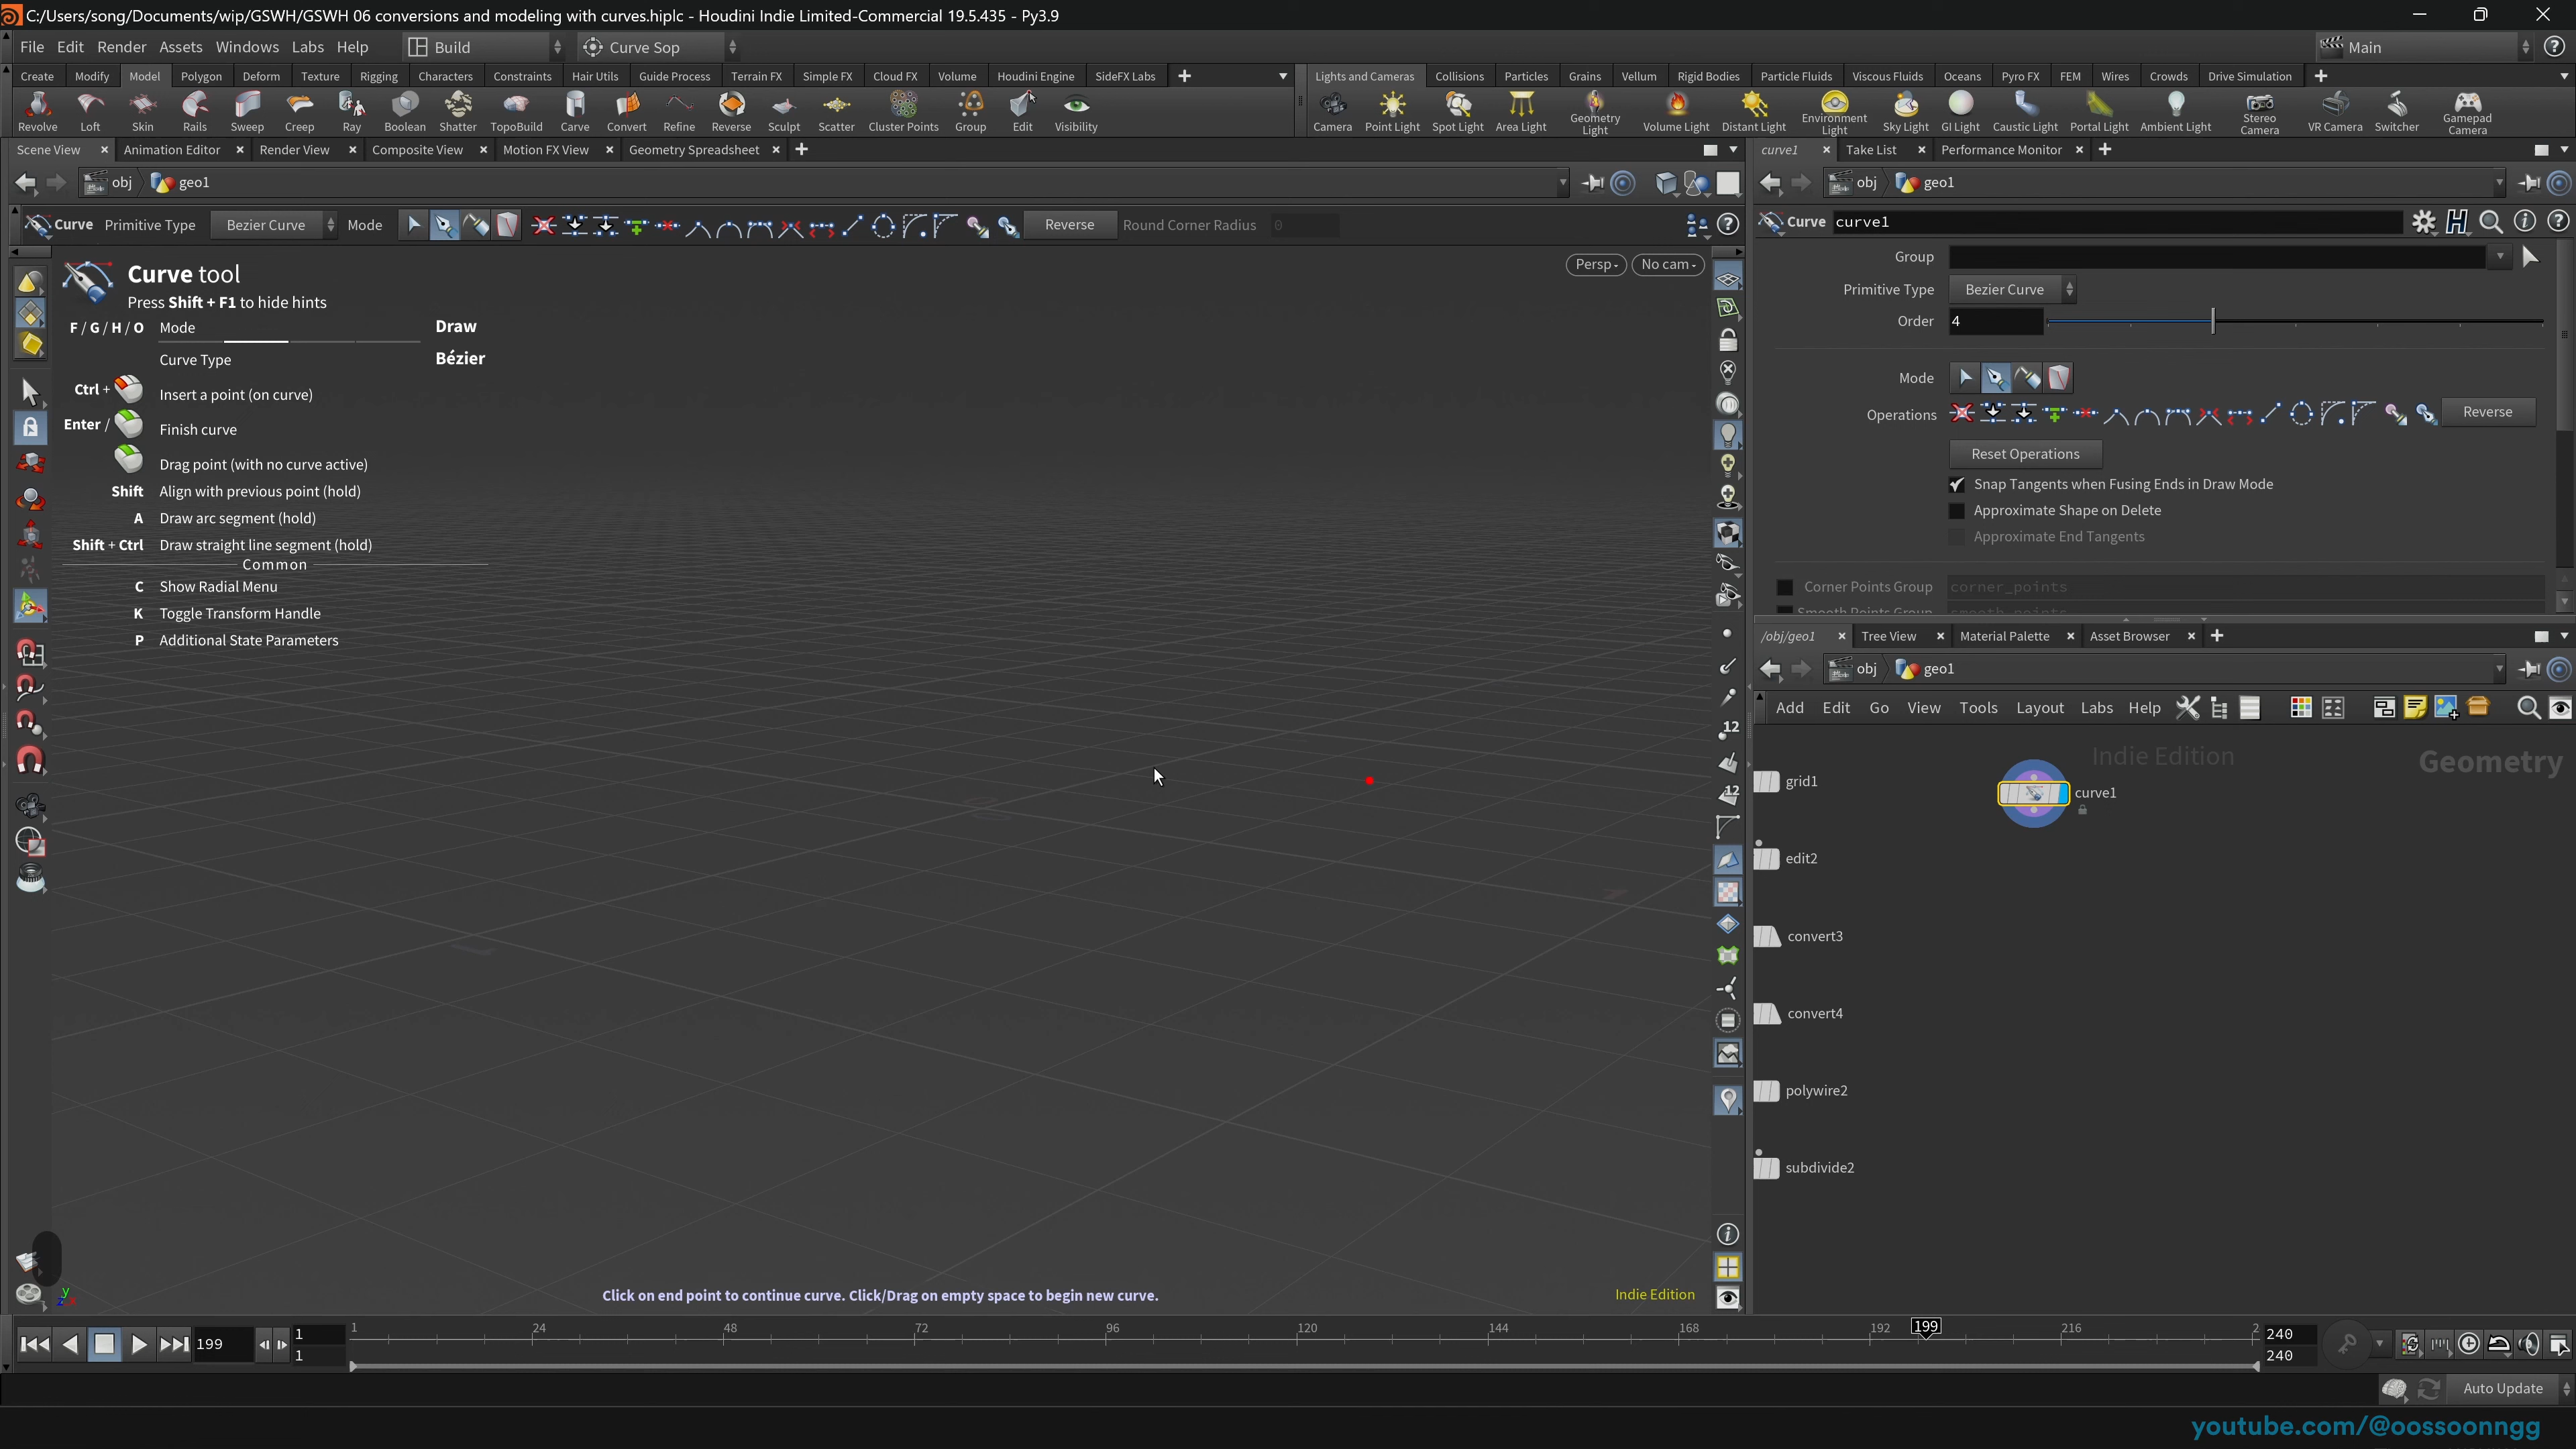 C:/Users/song/Documents/wip/GSWH/GSWH 06 conversions and modeling with curves.hiplc - Houdini Indie Limited-Commercial 19.5.435 - Py3.9
File Edit Render Assets Windows Labs Help Build Curve Sop Main
Create Modify Model Polygon Deform Texture Rigging Characters Constraints Hair Utils Guide Process Terrain FX Simple FX Cloud FX Volume Houdini Engine SideFX Labs
Lights and Cameras Collisions Particles Grains Vellum Rigid Bodies Particle Fluids Viscous Fluids Oceans Pyro FX FEM Wires Crowds Drive Simulation
Revolve Loft Skin Rails Sweep Creep Ray Boolean Shatter TopoBuild Carve Convert Refine Reverse Sculpt Scatter Cluster Points Group Edit Visibility
Camera Point Light Spot Light Area Light Geometry Light Volume Light Distant Light Environment Light Sky Light GI Light Caustic Light Portal Light Ambient Light Stereo Camera VR Camera Switcher Gamepad Camera
Scene View Animation Editor Render View Composite View Motion FX View Geometry Spreadsheet
obj geo1
Curve Primitive Type Bezier Curve Mode Reverse Round Corner Radius 0
Curve tool
Press Shift + F1 to hide hints
F / G / H / O Mode Draw
Curve Type Bézier
Ctrl + Insert a point (on curve)
Enter / Finish curve
Drag point (with no curve active)
Shift Align with previous point (hold)
A Draw arc segment (hold)
Shift + Ctrl Draw straight line segment (hold)
Common
C Show Radial Menu
K Toggle Transform Handle
P Additional State Parameters
Persp No cam
12
12
Click on end point to continue curve. Click/Drag on empty space to begin new curve.
Indie Edition
y
curve1 Take List Performance Monitor
obj geo1
Curve curve1
Group
Primitive Type Bezier Curve
Order 4
Mode
Operations Reverse
Reset Operations
Snap Tangents when Fusing Ends in Draw Mode
Approximate Shape on Delete
Approximate End Tangents
Corner Points Group corner_points
Smooth Points Group smooth_points
/obj/geo1 Tree View Material Palette Asset Browser
obj geo1
Add Edit Go View Tools Layout Labs Help
Indie Edition Geometry
grid1
curve1
edit2
convert3
convert4
polywire2
subdivide2
199 1 1 24 48 72 96 120 144 168 192 199 216 2 240
1 240
Auto Update
youtube.com/@oossoonngg